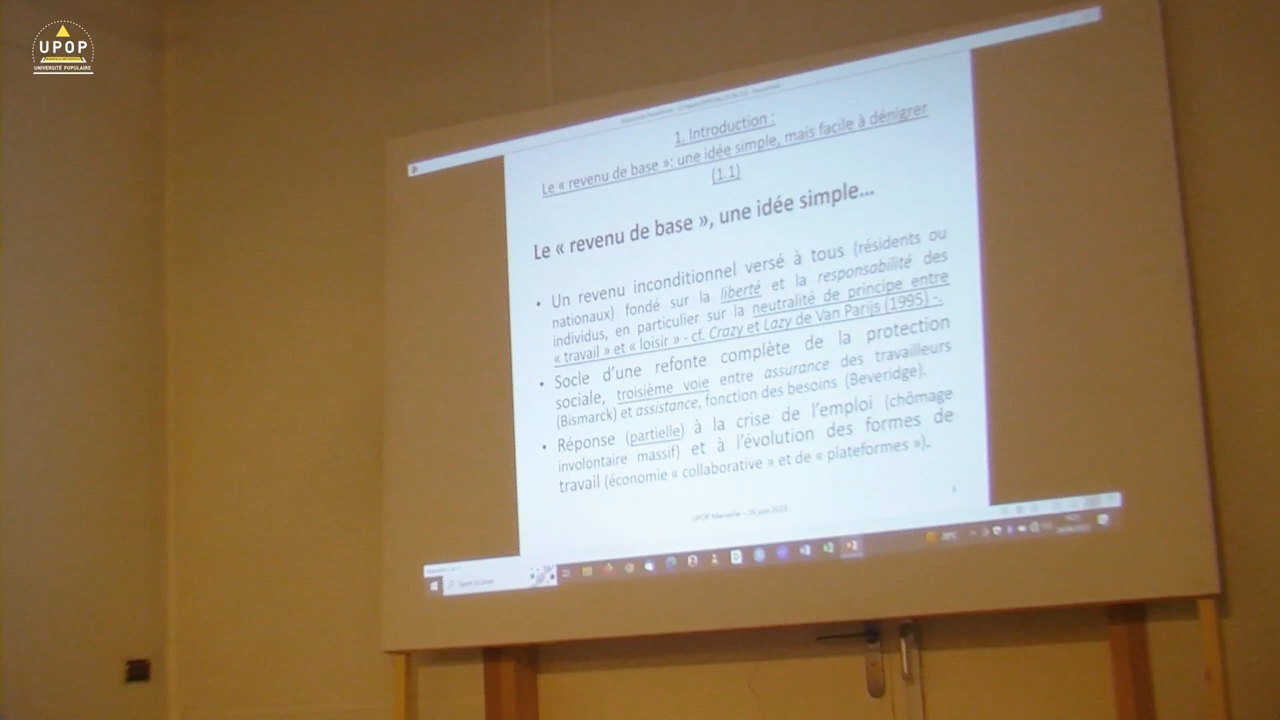 UPOP
UNIVERSITÉ POPULAIRE
1. Introduction :
Le « revenu de base »: une idée simple, mais facile à dénigrer
(1.1)
Le « revenu de base », une idée simple…
• Un revenu inconditionnel versé à tous (résidents ou
nationaux) fondé sur la liberté et la responsabilité des
individus, en particulier sur la neutralité de principe entre
« travail » et « loisir » - cf. Crazy et Lazy de Van Parijs (1995) -.
• Socle d'une refonte complète de la protection
sociale, troisième voie entre assurance des travailleurs
(Bismarck) et assistance, fonction des besoins (Beveridge).
• Réponse (partielle) à la crise de l'emploi (chômage
involontaire massif) et à l'évolution des formes de
travail (économie « collaborative » et de « plateformes »).
UPOP Marseille – 29 juin 2023